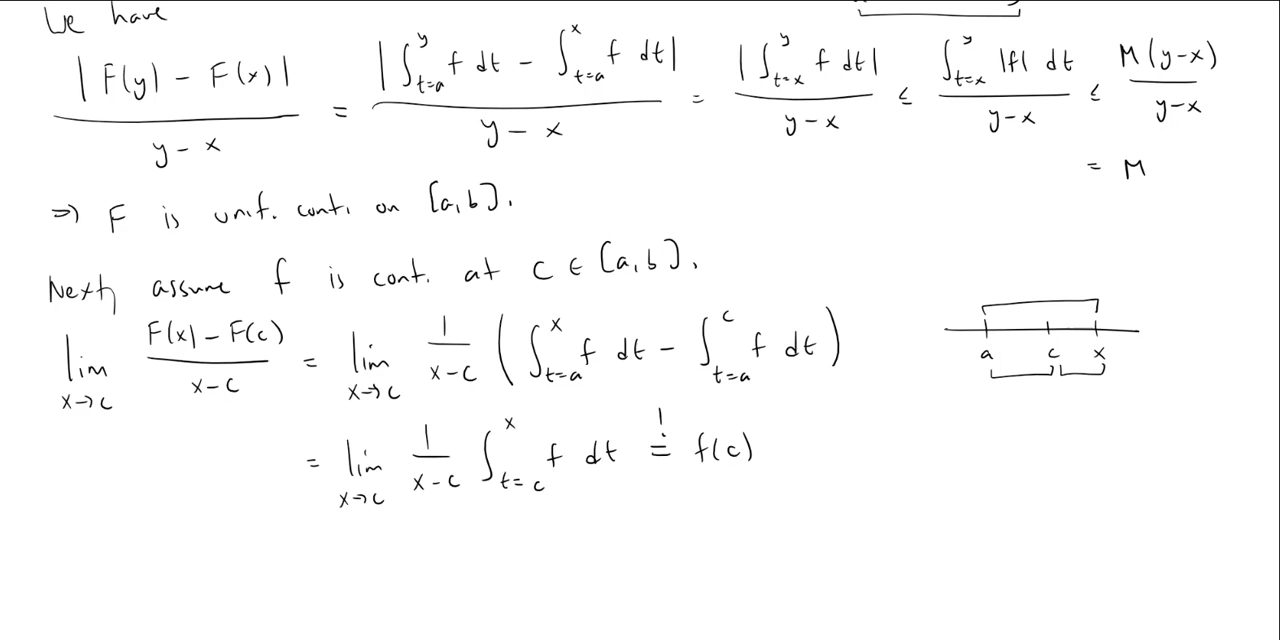 We have
|F(y) - F(x)| / (y - x) = |∫_{t=a}^{y} f dt - ∫_{t=a}^{x} f dt| / (y - x) = |∫_{t=x}^{y} f dt| / (y-x) ≤ ∫_{t=x}^{y} |f| dt / (y-x) ≤ M(y-x) / (y-x)
= M
⇒ F is unif. cont. on [a,b].
Next, assume f is cont. at c ∈ [a,b].
lim_{x→c} (F(x) - F(c)) / (x-c) = lim_{x→c} 1/(x-c) (∫_{t=a}^{x} f dt - ∫_{t=a}^{c} f dt)
a c x
= lim_{x→c} 1/(x-c) ∫_{t=c}^{x} f dt =! f(c)